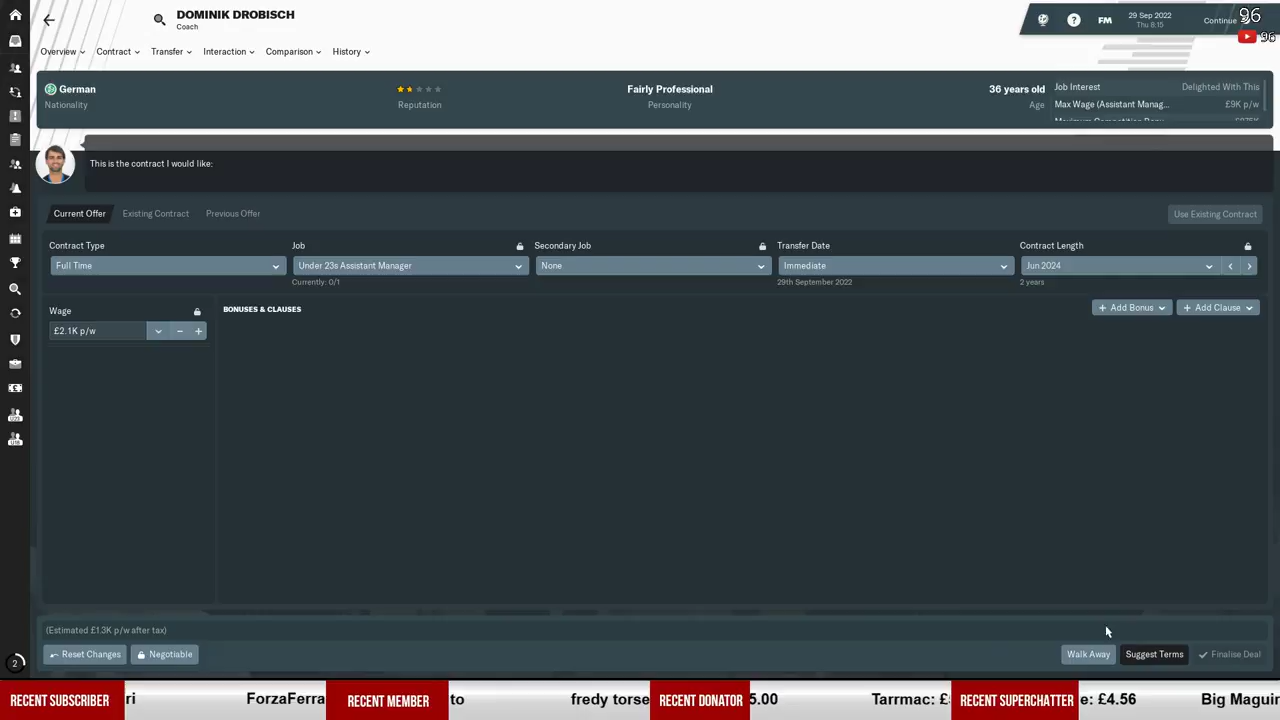 DOMINIK DROBISCH
Coach
29 Sep 2022
Thu 8:15
FM
Continue
96
96
Overview
Contract
Transfer
Interaction
Comparison
History
German
Nationality
Reputation
Fairly Professional
Personality
36 years old
Age
Job Interest Delighted With This
Max Wage (Assistant Manag... £9K p/w
This is the contract I would like:
Current Offer
Existing Contract
Previous Offer
Use Existing Contract
Contract Type
Job
Secondary Job
Transfer Date
Contract Length
Full Time
Under 23s Assistant Manager
None
Immediate
Jun 2024
Currently: 0/1
29th September 2022
2 years
Wage
BONUSES & CLAUSES
+ Add Bonus
+ Add Clause
£2.1K p/w
(Estimated £1.3K p/w after tax)
Reset Changes
Negotiable
Walk Away
Suggest Terms
Finalise Deal
2
RECENT SUBSCRIBER
ri
ForzaFerra
RECENT MEMBER
to
fredy torse
RECENT DONATOR
5.00
Tarrmac: £
RECENT SUPERCHATTER
e: £4.56
Big Magui